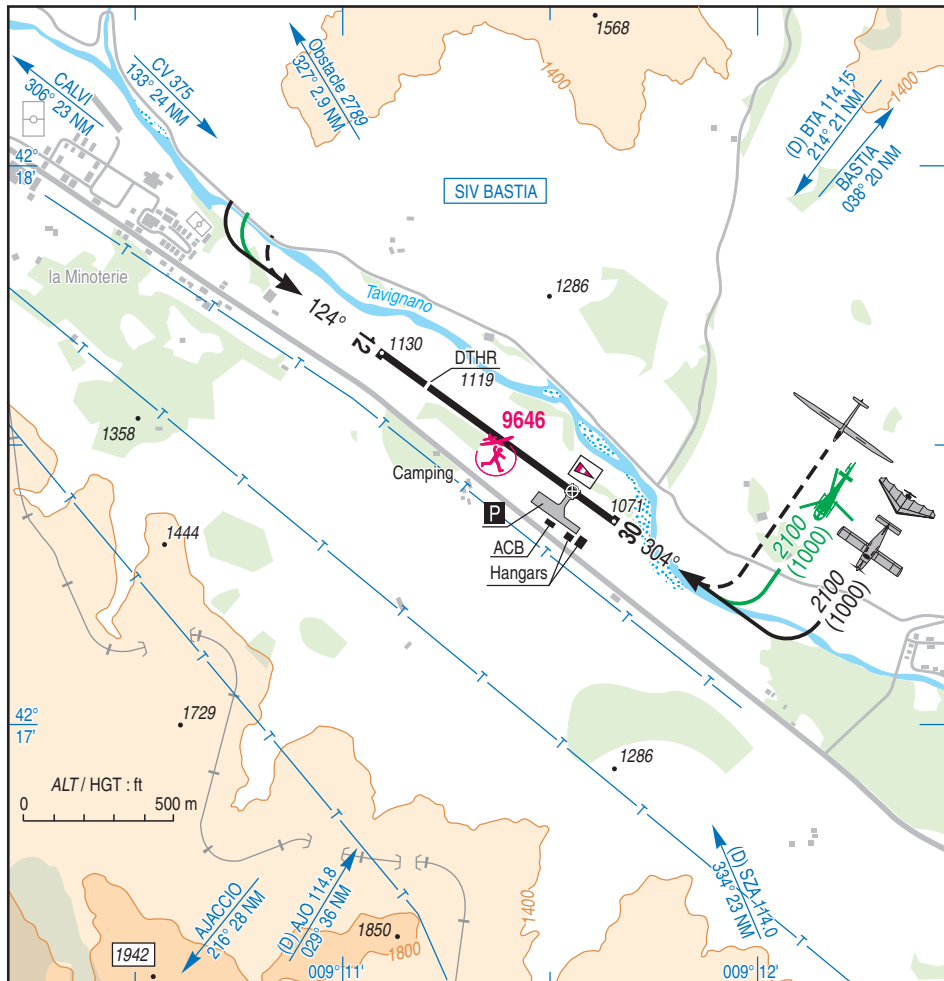 1568
1400
1400
CALVI
306° 23 NM
CV 375
133° 24 NM
Obstacle 2789
327° 2.9 NM
(D) BTA 114.15
214° 21 NM
BASTIA
038° 20 NM
42°
18'
SIV BASTIA
la Minoterie
Tavignano
1286
124°
12
1130
DTHR
1119
1358
9646
Camping
P
1071
30
304°
ACB
Hangars
1444
2100
(1000)
2100
(1000)
42°
17'
1729
1286
ALT / HGT : ft
0 500 m
AJACCIO
216° 28 NM
(D) AJO 114.8
029° 36 NM
(D) SZA 114.0
334° 23 NM
1400
1850
1800
1942
009° 11'
009° 12'
T T T T T T T T T T T T T T T T T T T T